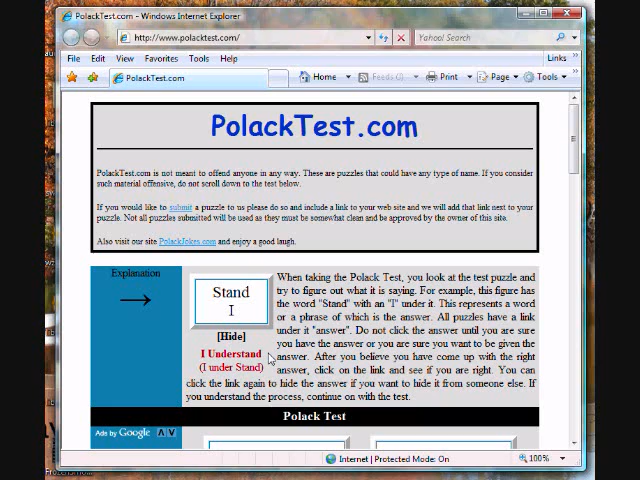 PolackTest.com - Windows Internet Explorer
http://www.polacktest.com/
Yahoo! Search
File Edit View Favorites Tools Help
Links
PolackTest.com
Home Feeds (J) Print Page Tools
PolackTest.com
PolackTest.com is not meant to offend anyone in any way. These are puzzles that could have any type of name. If you consider
such material offensive, do not scroll down to the test below.
If you would like to submit a puzzle to us please do so and include a link to your web site and we will add that link next to your
puzzle. Not all puzzles submitted will be used as they must be somewhat clean and be approved by the owner of this site.
Also visit our site PolackJokes.com and enjoy a good laugh.
Explanation
→
Stand
I
[Hide]
I Understand
(I under Stand)
When taking the Polack Test, you look at the test puzzle and
try to figure out what it is saying. For example, this figure has
the word "Stand" with an "I" under it. This represents a word
or a phrase of which is the answer. All puzzles have a link
under it "answer". Do not click the answer until you are sure
you have the answer or you are sure you want to be given the
answer. After you believe you have come up with the right
answer, click on the link and see if you are right. You can
click the link again to hide the answer if you want to hide it from someone else. If
you understand the process, continue on with the test.
Polack Test
Ads by Google
Internet | Protected Mode: On
100%